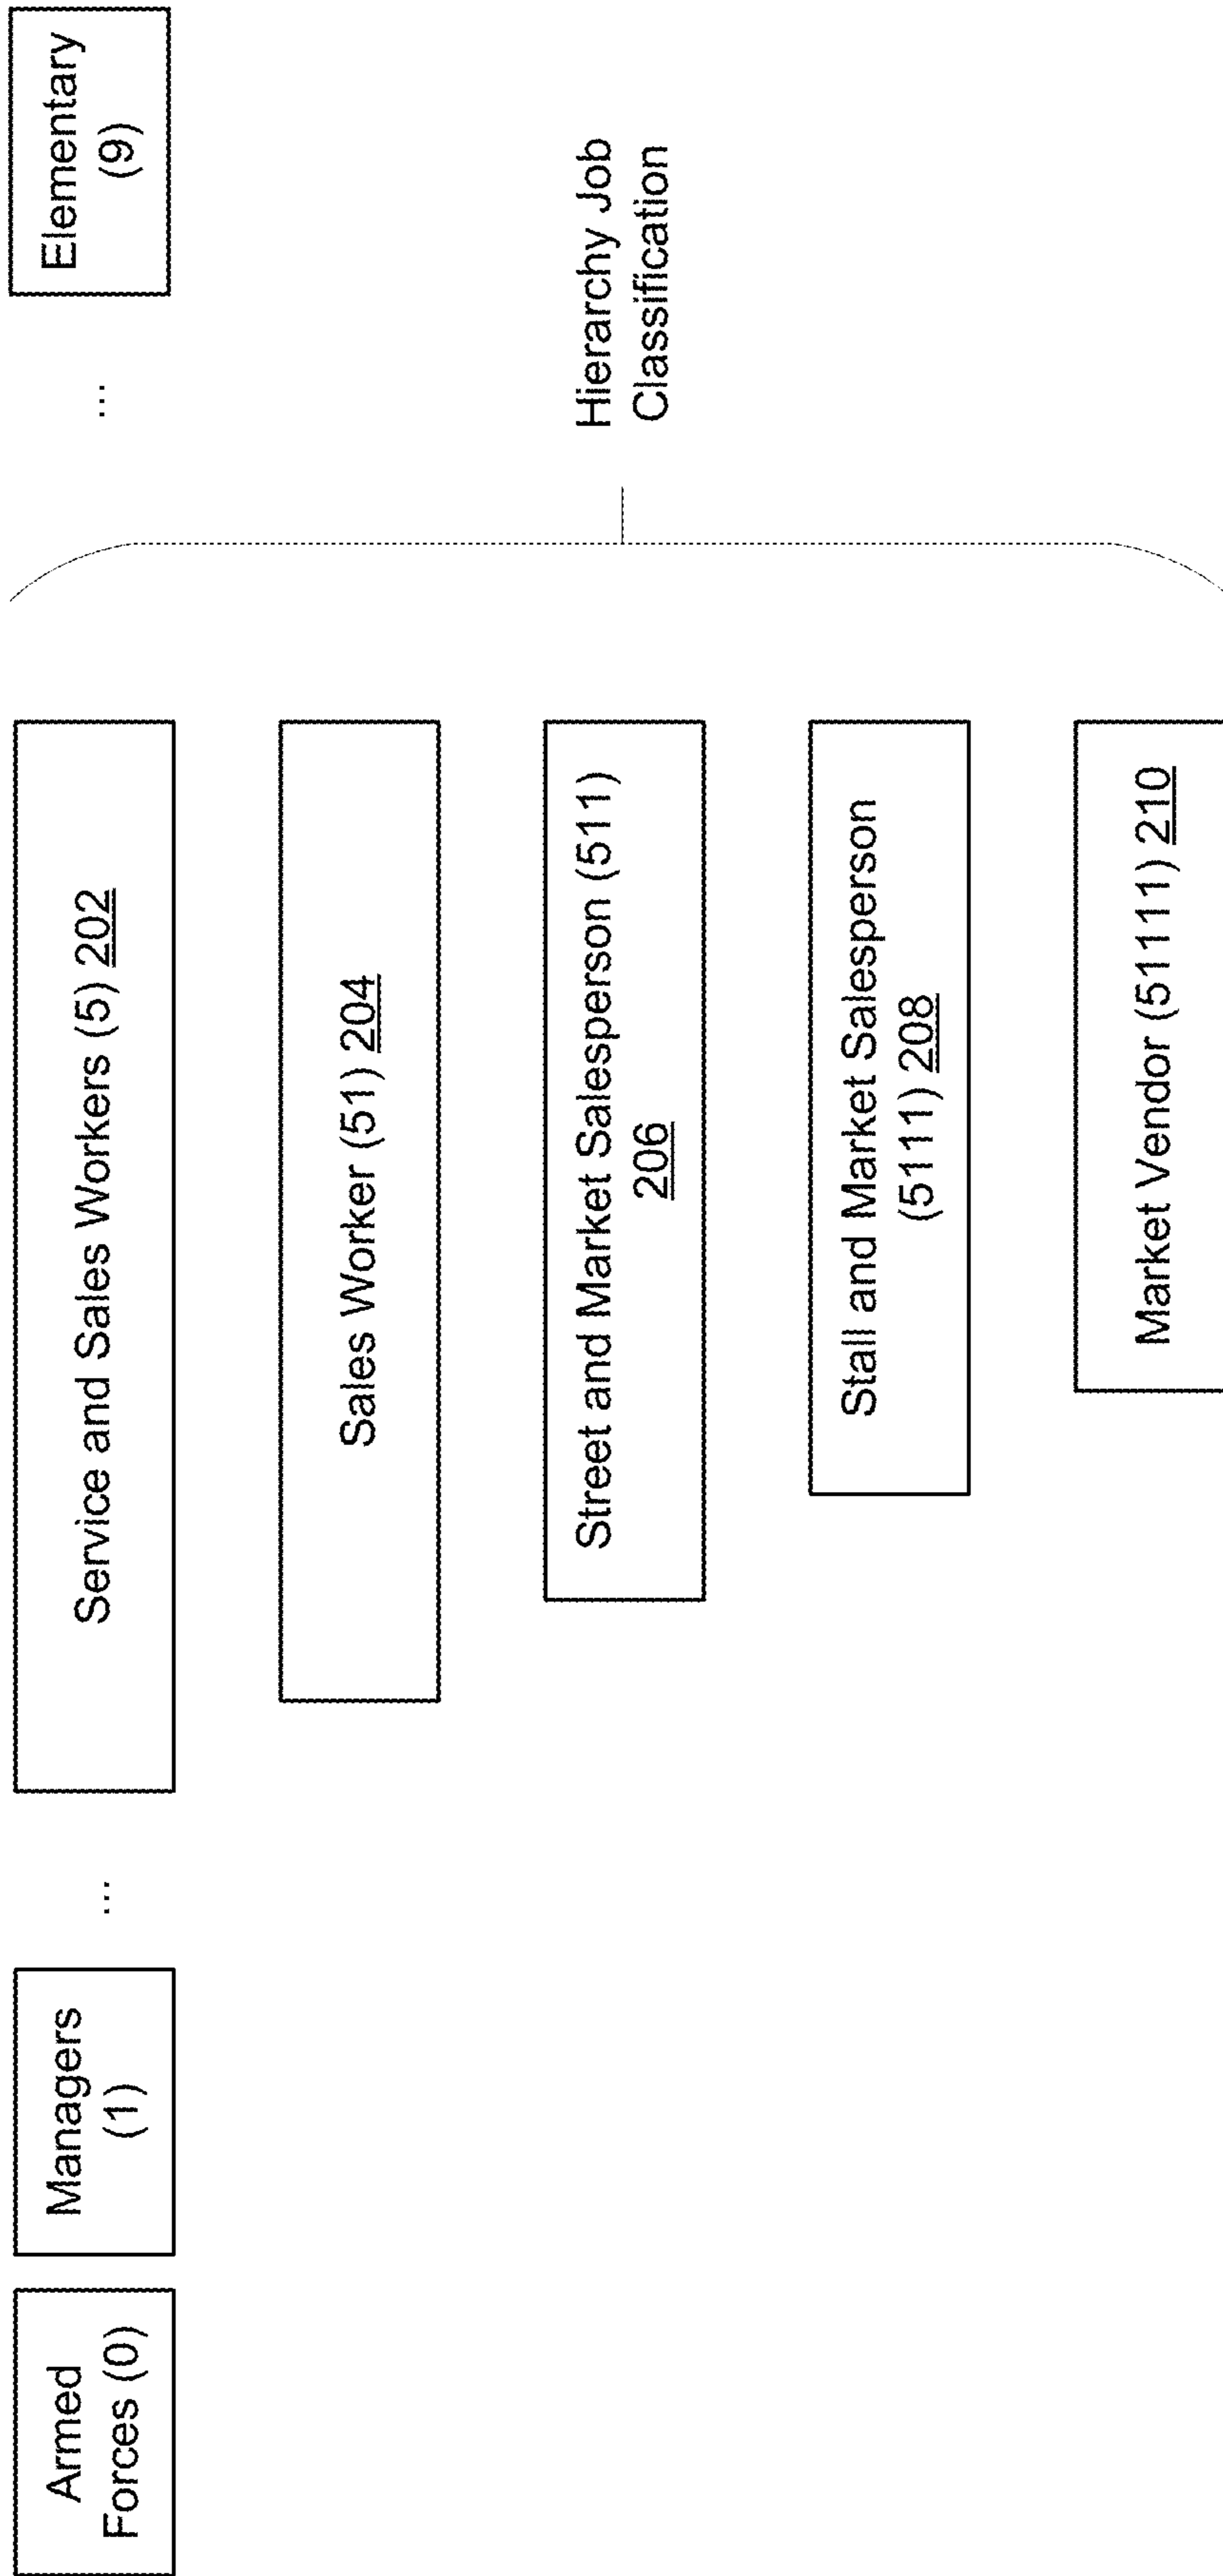 Armed
Forces (0)
Managers
(1)
...
Service and Sales Workers (5) 202
...
Elementary
(9)
Sales Worker (51) 204
Street and Market Salesperson (511)
206
Stall and Market Salesperson
(5111) 208
Market Vendor (51111) 210
Hierarchy Job
Classification